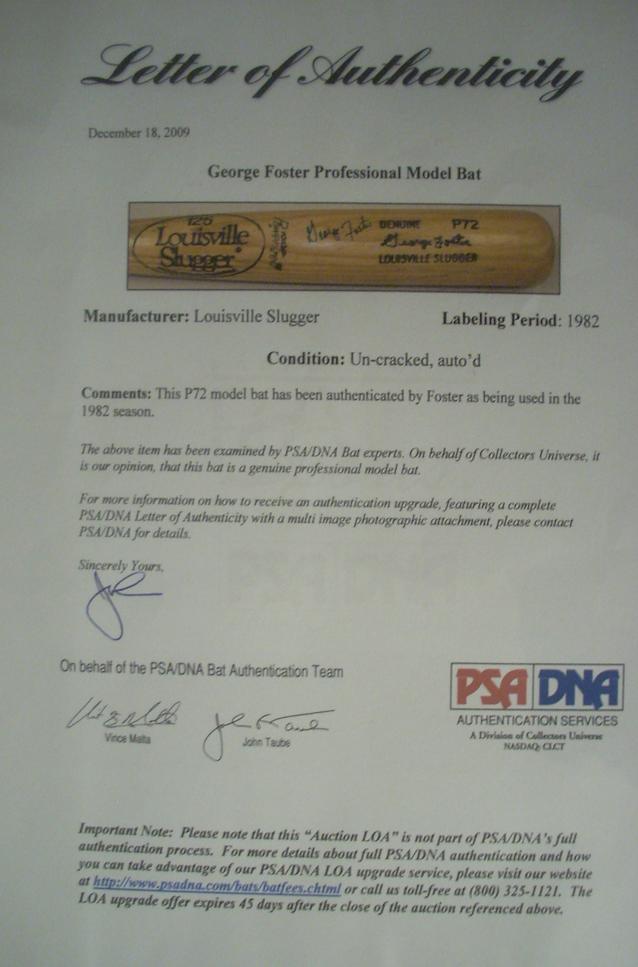 Letter of Authenticity
December 18, 2009
George Foster Professional Model Bat
125
Louisville
Slugger
George Foster
GENUINE P72
George Foster
LOUISVILLE SLUGGER
Manufacturer: Louisville Slugger Labeling Period: 1982
Condition: Un-cracked, auto'd
Comments: This P72 model bat has been authenticated by Foster as being used in the
1982 season.
The above item has been examined by PSA/DNA Bat experts. On behalf of Collectors Universe, it
is our opinion, that this bat is a genuine professional model bat.
For more information on how to receive an authentication upgrade, featuring a complete
PSA/DNA Letter of Authenticity with a multi image photographic attachment, please contact
PSA/DNA for details.
Sincerely Yours,
On behalf of the PSA/DNA Bat Authentication Team
Vince Malta
John Taube
PSA DNA
AUTHENTICATION SERVICES
A Division of Collectors Universe
NASDAQ: CLCT
Important Note: Please note that this "Auction LOA" is not part of PSA/DNA's full
authentication process. For more details about full PSA/DNA authentication and how
you can take advantage of our PSA/DNA LOA upgrade service, please visit our website
at http://www.psadna.com/bats/batfees.chtml or call us toll-free at (800) 325-1121. The
LOA upgrade offer expires 45 days after the close of the auction referenced above.